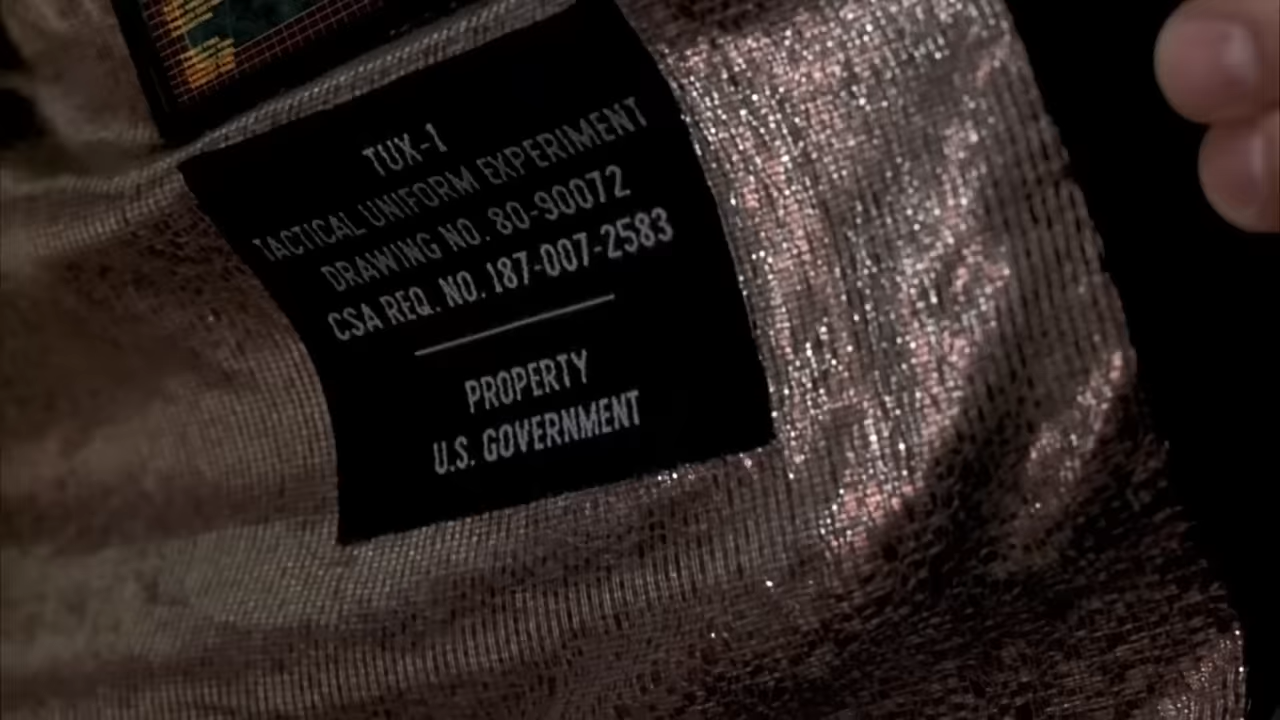 TUX-1
TACTICAL UNIFORM EXPERIMENT
DRAWING NO. 80-90072
CSA REQ. NO. 187-007-2583
PROPERTY
U.S. GOVERNMENT